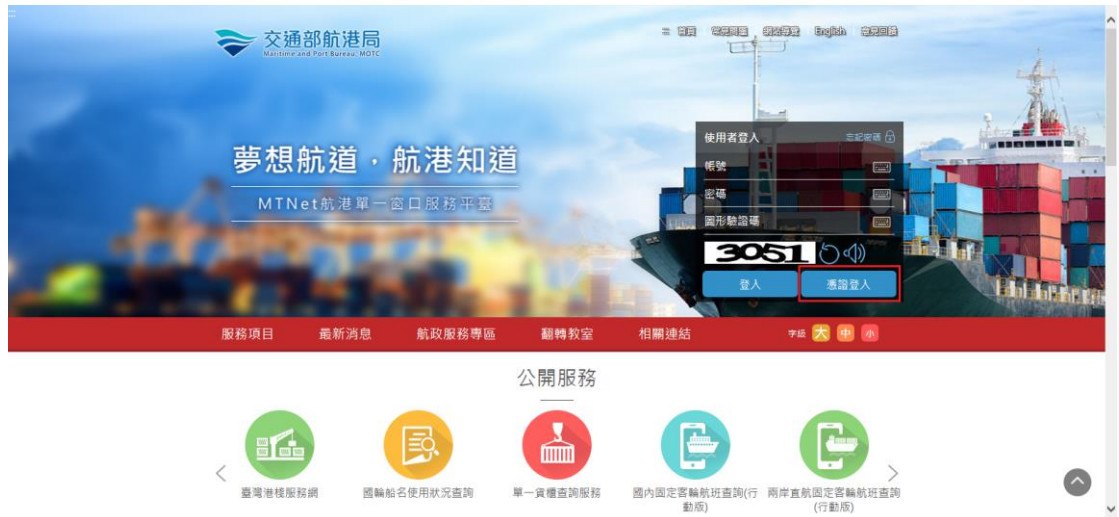 交通部航港局
Maritime and Port Bureau, MOTC
首頁 常見問題 網站導覽 English 意見回饋
夢想航道，航港知道
MTNet航港單一窗口服務平臺
使用者登入 忘記密碼
帳號
密碼
圖形驗證碼
3051
登入 憑證登入
服務項目 最新消息 航政服務專區 翻轉教室 相關連結 字級 大 中 小
公開服務
臺灣港棧服務網 國輪船名使用狀況查詢 單一貨櫃查詢服務 國內固定客輪航班查詢(行動版) 兩岸直航固定客輪航班查詢(行動版)